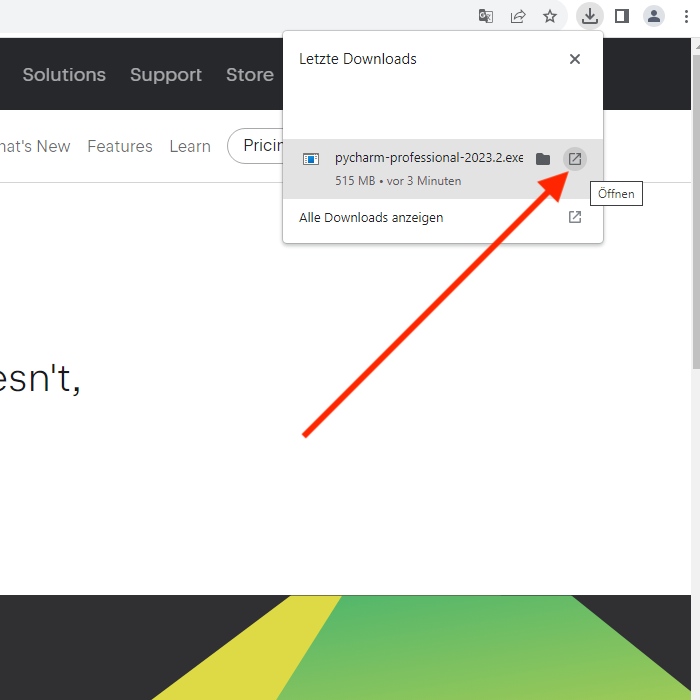 Letzte Downloads
Solutions Support Store
What's New Features Learn Pricin
pycharm-professional-2023.2.exe
515 MB • vor 3 Minuten
Öffnen
Alle Downloads anzeigen
esn't,